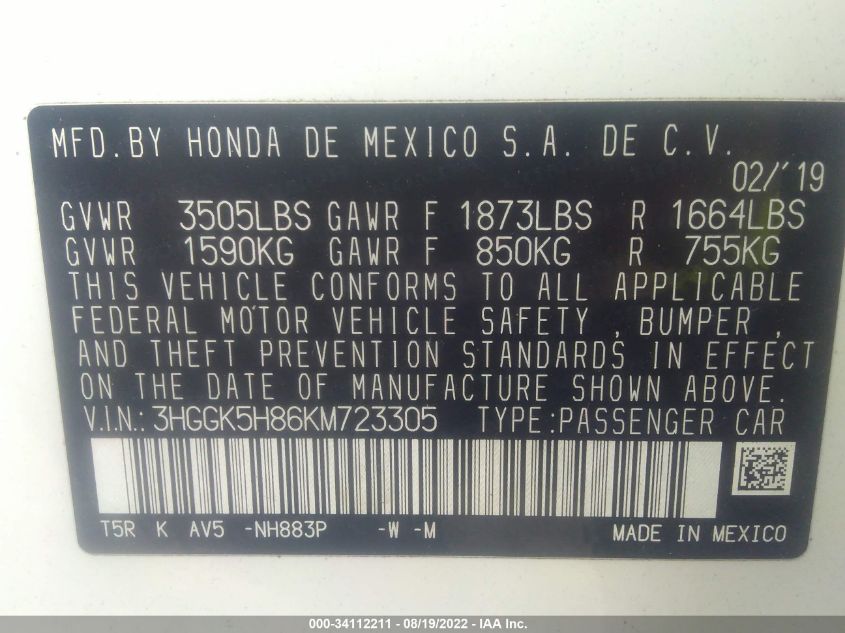 MFD.BY HONDA DE MEXICO S.A. DE C.V.
02/'19
GVWR 3505LBS GAWR F 1873LBS R 1664LBS
GVWR 1590KG GAWR F 850KG R 755KG
THIS VEHICLE CONFORMS TO ALL APPLICABLE
FEDERAL MOTOR VEHICLE SAFETY , BUMPER ,
AND THEFT PREVENTION STANDARDS IN EFFECT
ON THE DATE OF MANUFACTURE SHOWN ABOVE.
V.I.N.: 3HGGK5H86KM723305 TYPE:PASSENGER CAR
T5R K AV5 -NH883P -W -M MADE IN MEXICO
000-34112211 - 08/19/2022 - IAA Inc.